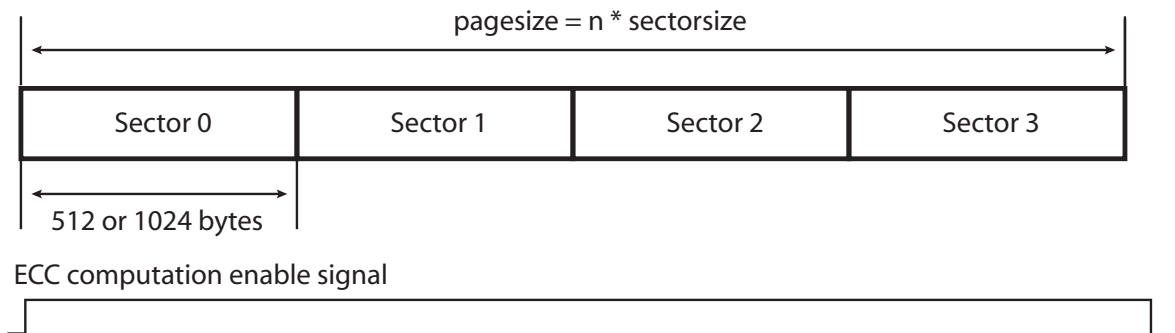 pagesize = n * sectorsize
Sector 0 Sector 1 Sector 2 Sector 3
512 or 1024 bytes
ECC computation enable signal